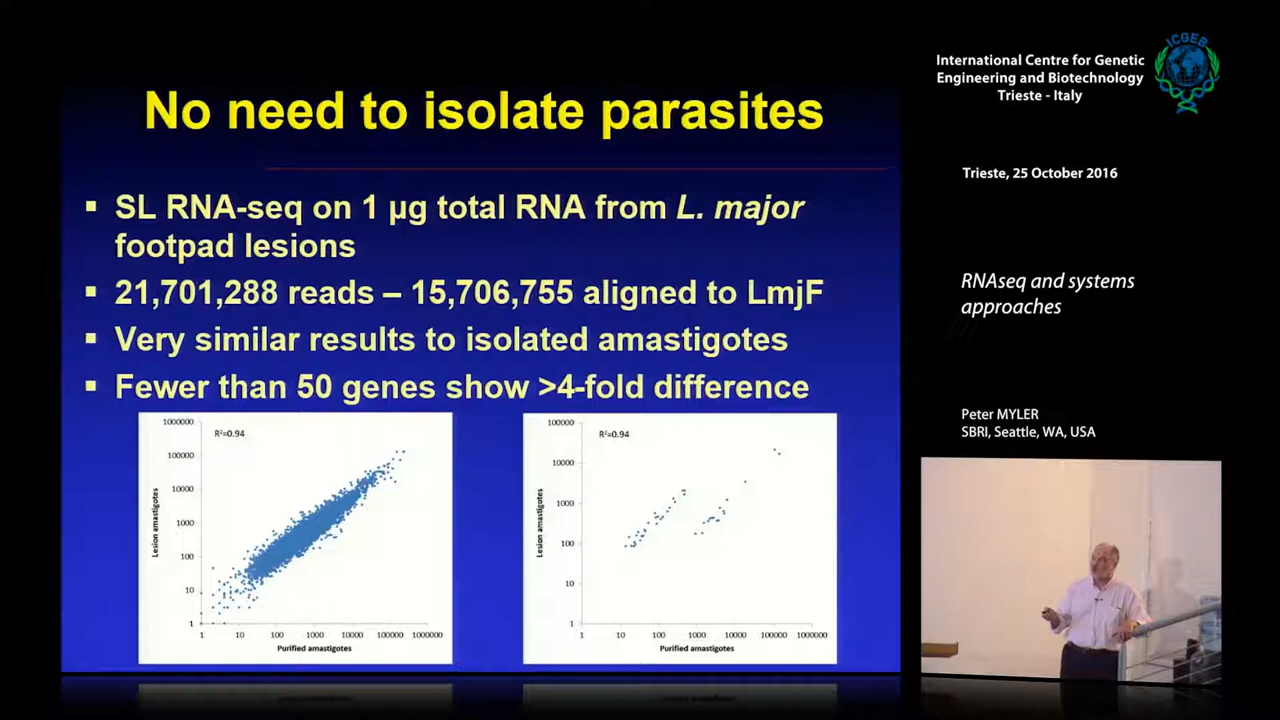 No need to isolate parasites
▪ SL RNA-seq on 1 µg total RNA from L. major
footpad lesions
▪ 21,701,288 reads – 15,706,755 aligned to LmjF
▪ Very similar results to isolated amastigotes
▪ Fewer than 50 genes show >4-fold difference
R²=0.94
Lesion amastigotes
1000000
100000
10000
1000
100
10
1
1 10 100 1000 10000 100000 1000000
Purified amastigotes
R²=0.94
Lesion amastigotes
100000
10000
1000
100
10
1
1 10 100 1000 10000 100000 1000000
Purified amastigotes
International Centre for Genetic
Engineering and Biotechnology
Trieste - Italy
ICGEB
Trieste, 25 October 2016
RNAseq and systems
approaches
Peter MYLER
SBRI, Seattle, WA, USA